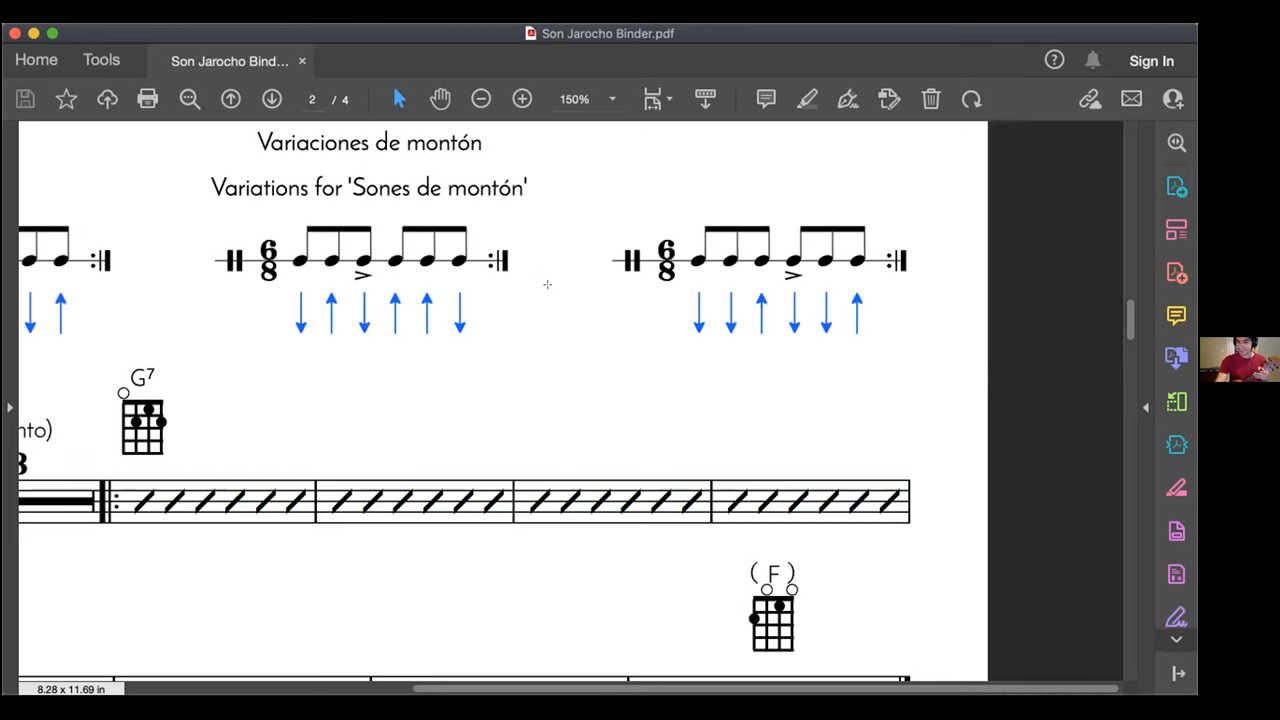 Son Jarocho Binder.pdf
Home
Tools
Son Jarocho Bind...
Sign In
2 / 4
150%
Variaciones de montón
Variations for 'Sones de montón'
6
8
6
8
G7
nto)
3
( F )
8.28 x 11.69 in